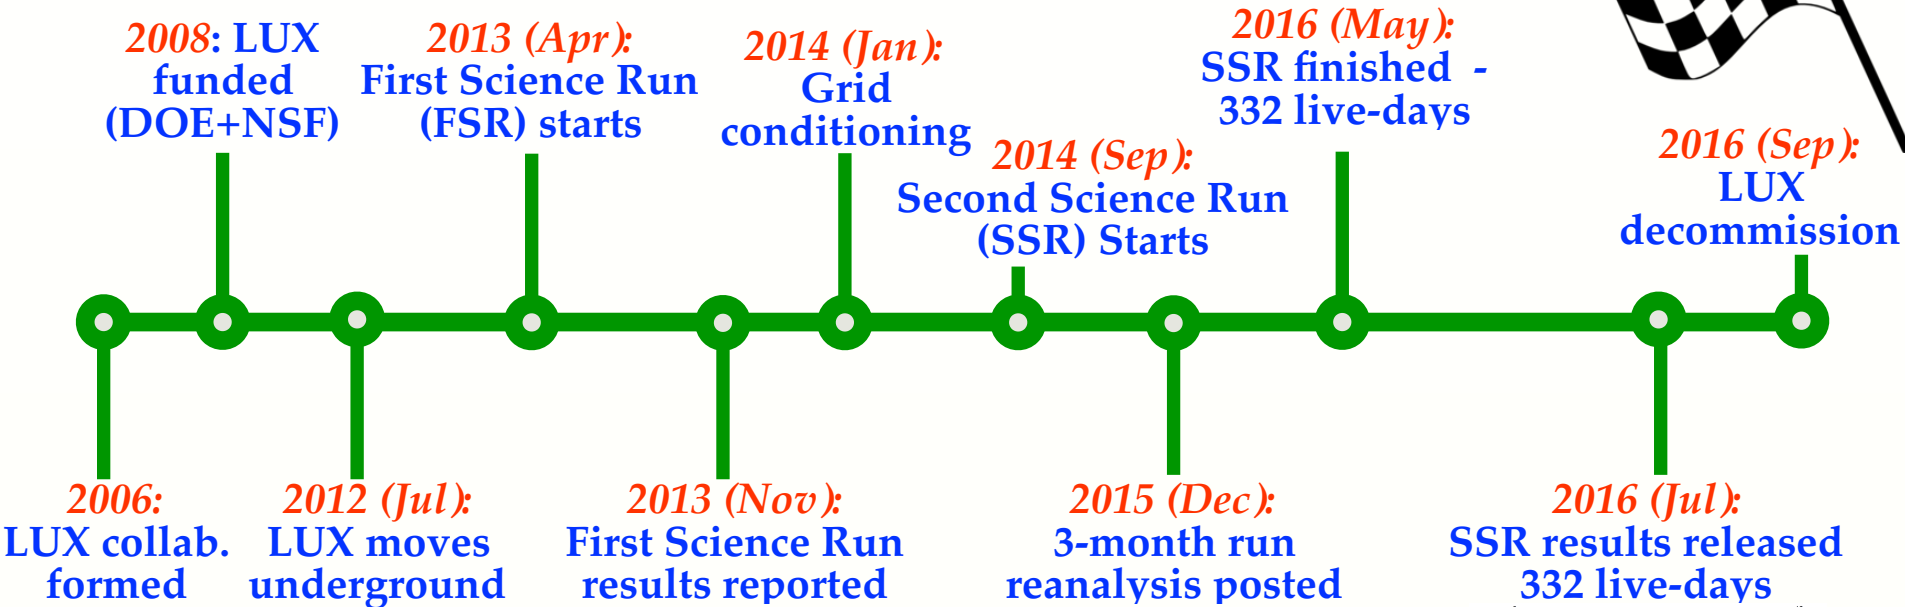 2008: LUX
funded
(DOE+NSF)
2013 (Apr):
First Science Run
(FSR) starts
2014 (Jan):
Grid
conditioning
2014 (Sep):
Second Science Run
(SSR) Starts
2016 (May):
SSR finished -
332 live-days
2016 (Sep):
LUX
decommission
2006:
LUX collab.
formed
2012 (Jul):
LUX moves
underground
2013 (Nov):
First Science Run
results reported
2015 (Dec):
3-month run
reanalysis posted
2016 (Jul):
SSR results released
332 live-days